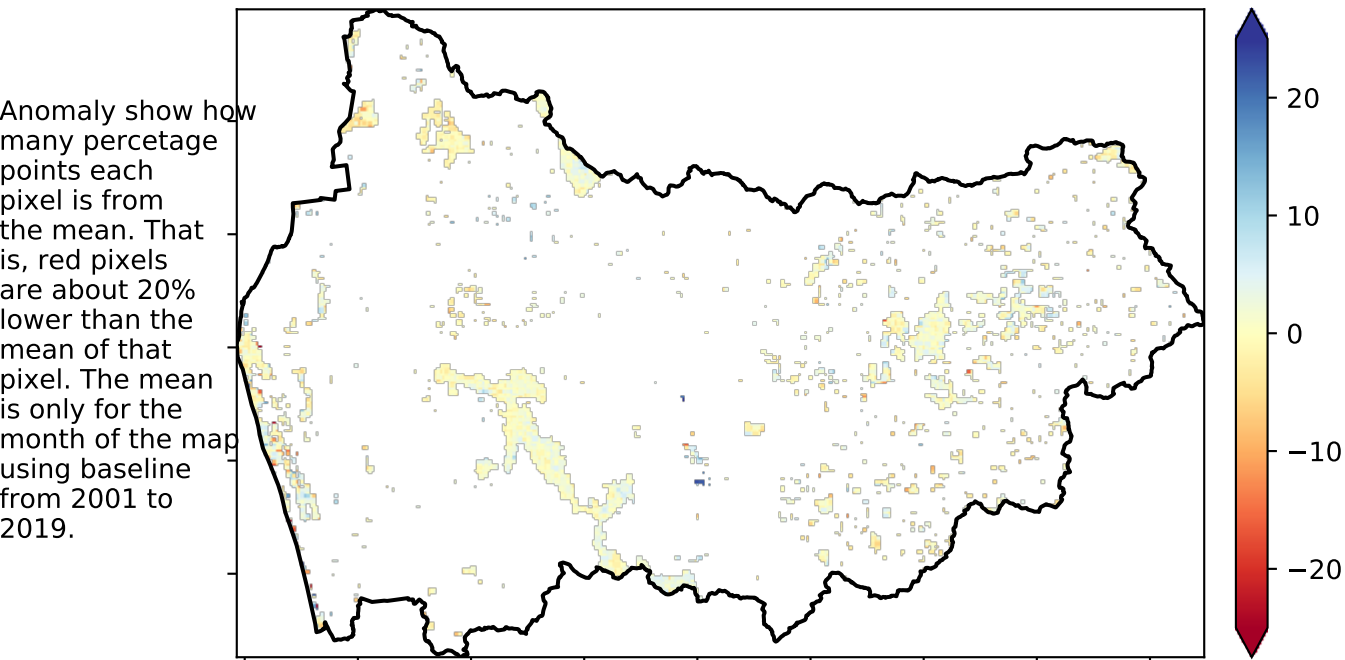 Anomaly show how
many percetage
points each
pixel is from
the mean. That
is, red pixels
are about 20%
lower than the
mean of that
pixel. The mean
is only for the
month of the map
using baseline
from 2001 to
2019.
20
10
0
−10
−20